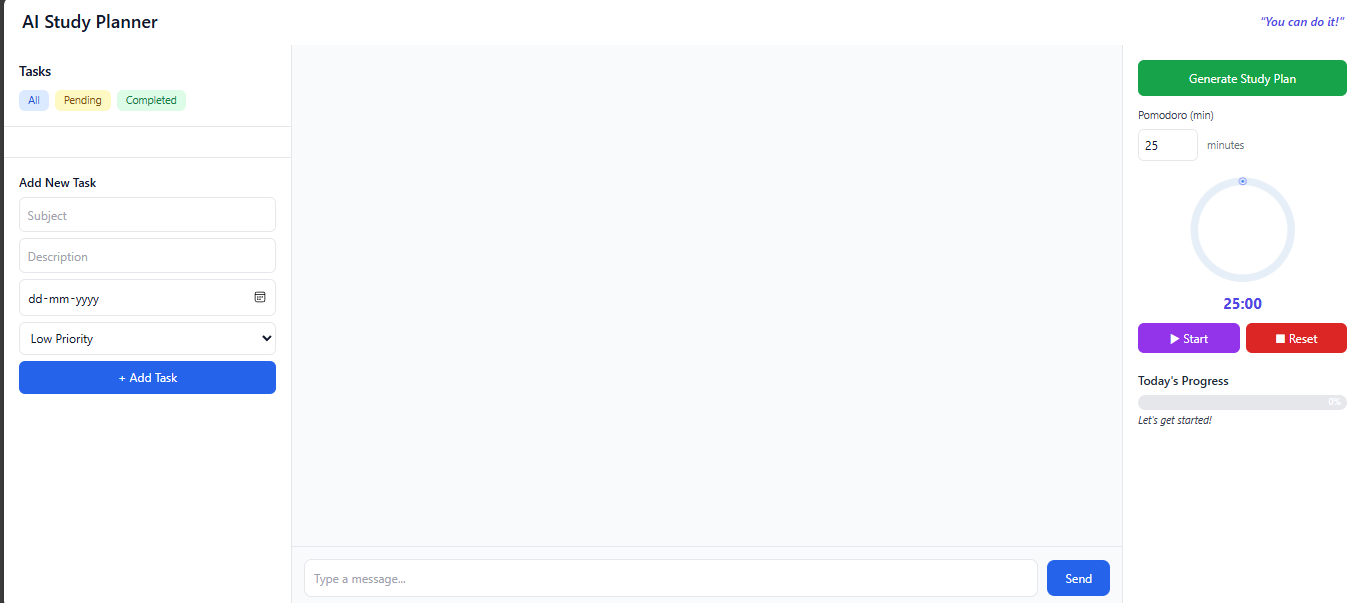 AI Study Planner
"You can do it!"
Tasks
All Pending Completed
Add New Task
Subject
Description
dd-mm-yyyy
Low Priority
+ Add Task
Type a message...
Send
Generate Study Plan
Pomodoro (min)
25 minutes
25:00
▶ Start ■ Reset
Today's Progress
0%
Let's get started!